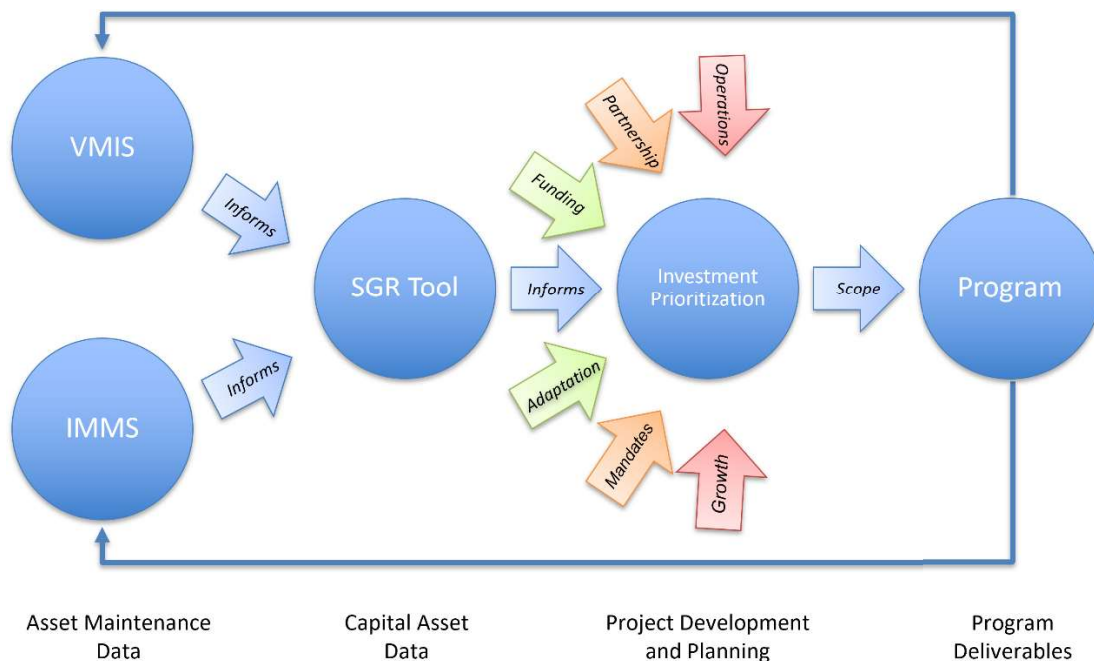 VMIS
IMMS
Informs
Informs
SGR Tool
Informs
Funding
Partnership
Operations
Adaptation
Mandates
Growth
Investment
Prioritization
Scope
Program
Asset Maintenance
Data
Capital Asset
Data
Project Development
and Planning
Program
Deliverables